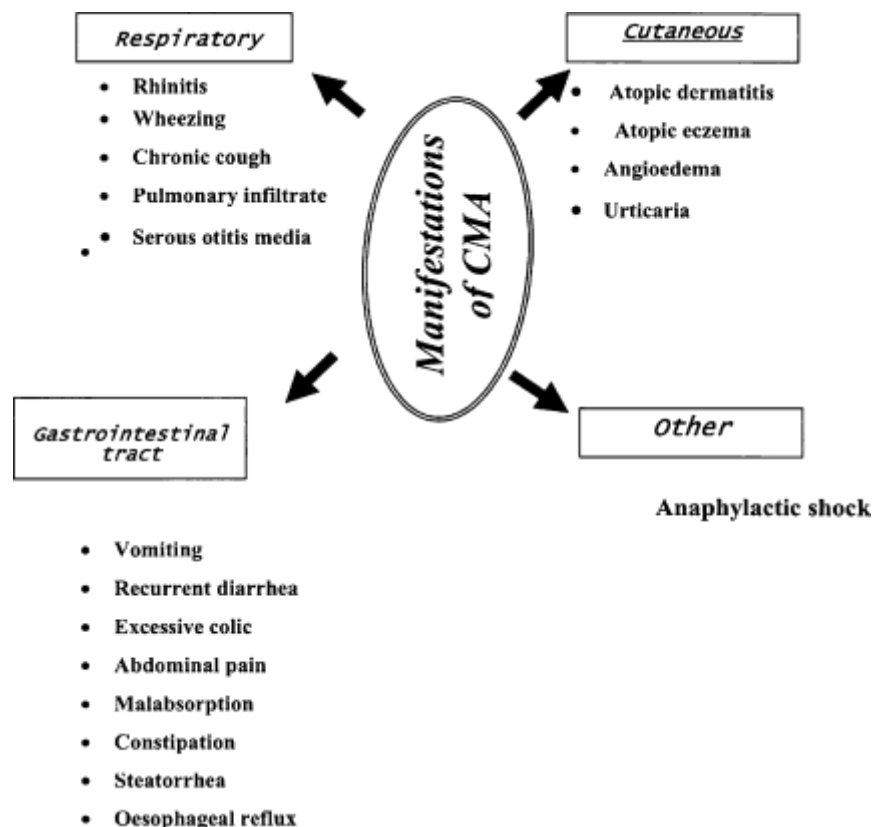 Respiratory
• Rhinitis
• Wheezing
• Chronic cough
• Pulmonary infiltrate
• Serous otitis media
•
Cutaneous
• Atopic dermatitis
• Atopic eczema
• Angioedema
• Urticaria
Manifestations
of CMA
Gastrointestinal
tract
• Vomiting
• Recurrent diarrhea
• Excessive colic
• Abdominal pain
• Malabsorption
• Constipation
• Steatorrhea
• Oesophageal reflux
Other
Anaphylactic shock